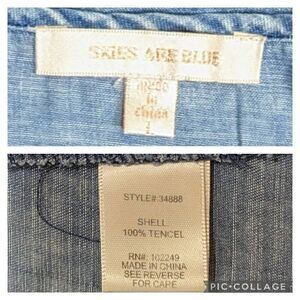 SKIES ARE BLUE
made
in
china
L
STYLE#:34888
SHELL
100% TENCEL
RN#: 102249
MADE IN CHINA
SEE REVERSE
FOR CARE
PIC•COLLAGE